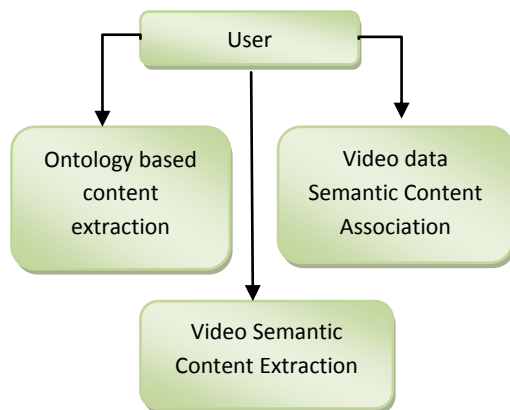 User
Ontology based
content
extraction
Video data
Semantic Content
Association
Video Semantic
Content Extraction